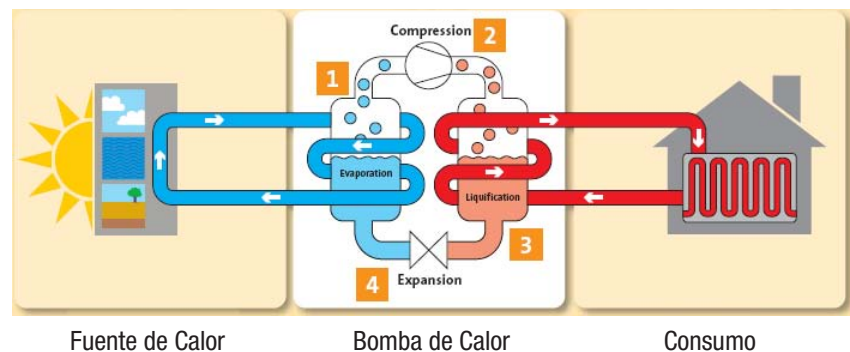 Compression
2
1
Evaporation
Liquification
3
4
Expansion
Fuente de Calor
Bomba de Calor
Consumo